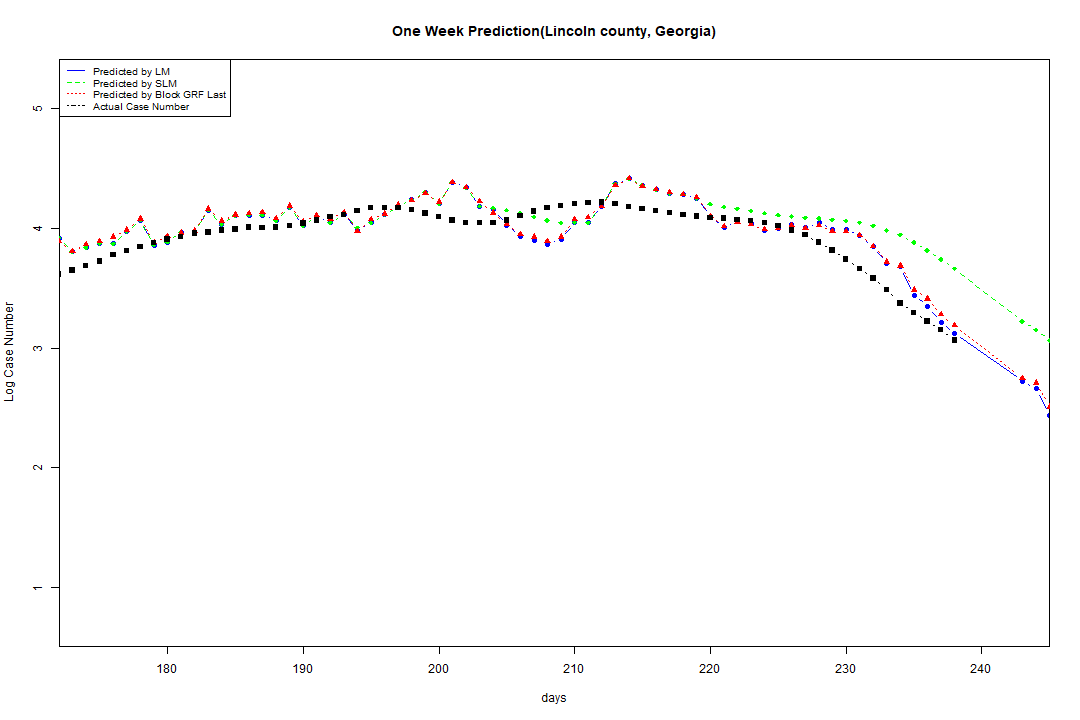 One Week Prediction(Lincoln county, Georgia)
Predicted by LM
Predicted by SLM
Predicted by Block GRF Last
Actual Case Number
5
4
3
2
1
Log Case Number
180 190 200 210 220 230 240
days